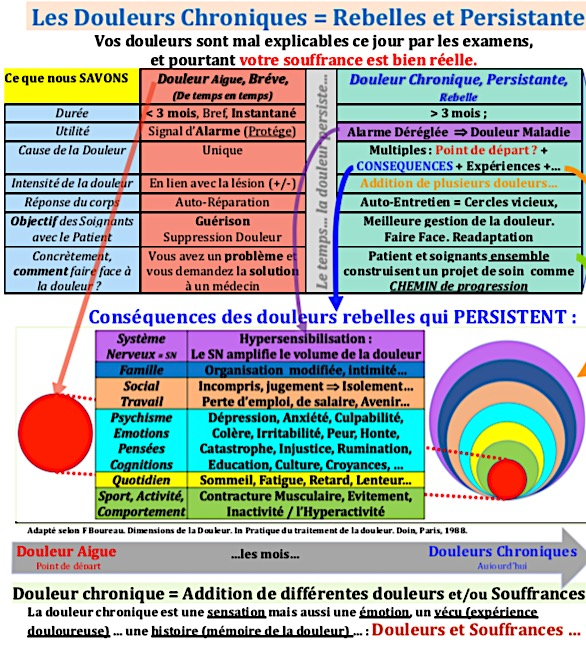 Les Douleurs Chroniques = Rebelles et Persistante
Vos douleurs sont mal explicables ce jour par les examens,
et pourtant votre souffrance est bien réelle.
Ce que nous SAVONS
Douleur Aigue, Bréve,
(De temps en temps)
Douleur Chronique, Persistante,
Rebelle
Durée
< 3 mois, Bref, Instantané
> 3 mois ;
Utilité
Signal d'Alarme (Protége)
Alarme Déréglée ⇒ Douleur Maladie
Cause de la Douleur
Unique
Multiples : Point de départ ? +
CONSEQUENCES + Expériences +...
Intensité de la douleur
En lien avec la lésion (+/-)
Addition de plusieurs douleurs...
Réponse du corps
Auto-Réparation
Auto-Entretien = Cercles vicieux,
Objectif des Soignants
avec le Patient
Guérison
Suppression Douleur
Meilleure gestion de la douleur.
Faire Face. Readaptation
Concrètement,
comment faire face à
la douleur ?
Vous avez un problème et
vous demandez la solution
à un médecin
Patient et soignants ensemble
construisent un projet de soin comme
CHEMIN de progression
Le temps... la douleur persiste...
Conséquences des douleurs rebelles qui PERSISTENT :
Système
Nerveux = SN
Hypersensibilisation :
Le SN amplifie le volume de la douleur
Famille
Organisation modifiée, intimité...
Social
Travail
Incompris, jugement ⇒ Isolement...
Perte d'emploi, de salaire, Avenir...
Psychisme
Emotions
Pensées
Cognitions
Dépression, Anxiété, Culpabilité,
Colère, Irritabilité, Peur, Honte,
Catastrophe, Injustice, Rumination,
Education, Culture, Croyances, ...
Quotidien
Sommeil, Fatigue, Retard, Lenteur...
Sport, Activité,
Comportement
Contracture Musculaire, Evitement,
Inactivité / l'Hyperactivité
Adapté selon F Boureau. Dimensions de la Douleur. In Pratique du traitement de la douleur. Doin, Paris, 1988.
Douleur Aigue
Point de départ
...les mois...
Douleurs Chroniques
Aujourd'hui
Douleur chronique = Addition de différentes douleurs et/ou Souffrances
La douleur chronique est une sensation mais aussi une émotion, un vécu (expérience
douloureuse) ... une histoire (mémoire de la douleur) ... : Douleurs et Souffrances ...